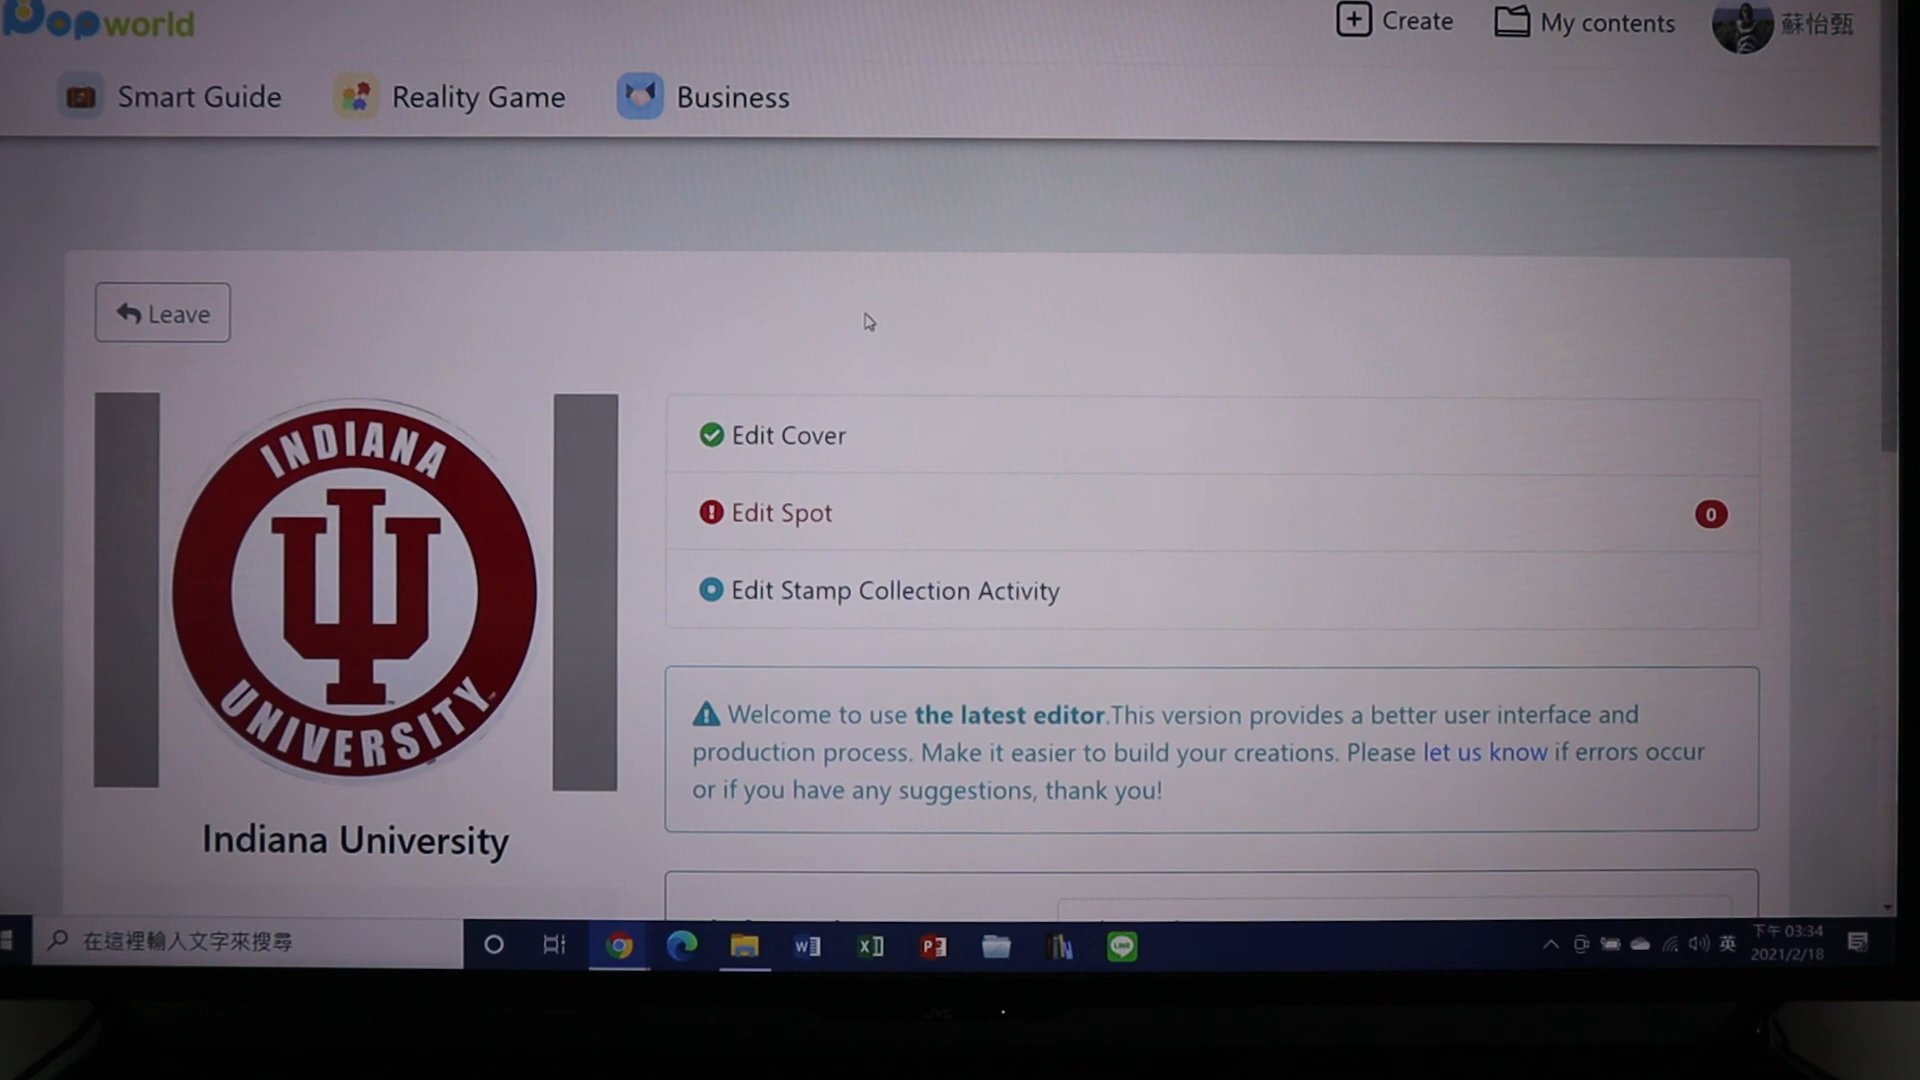 Popworld
Create
My contents
蘇怡甄
Smart Guide
Reality Game
Business
Leave
INDIANA
UNIVERSITY
Indiana University
Edit Cover
Edit Spot
0
Edit Stamp Collection Activity
Welcome to use the latest editor.This version provides a better user interface and
production process. Make it easier to build your creations. Please let us know if errors occur
or if you have any suggestions, thank you!
在這裡輸入文字來搜尋
LINE
英
下午 03:34
2021/2/18
JVC